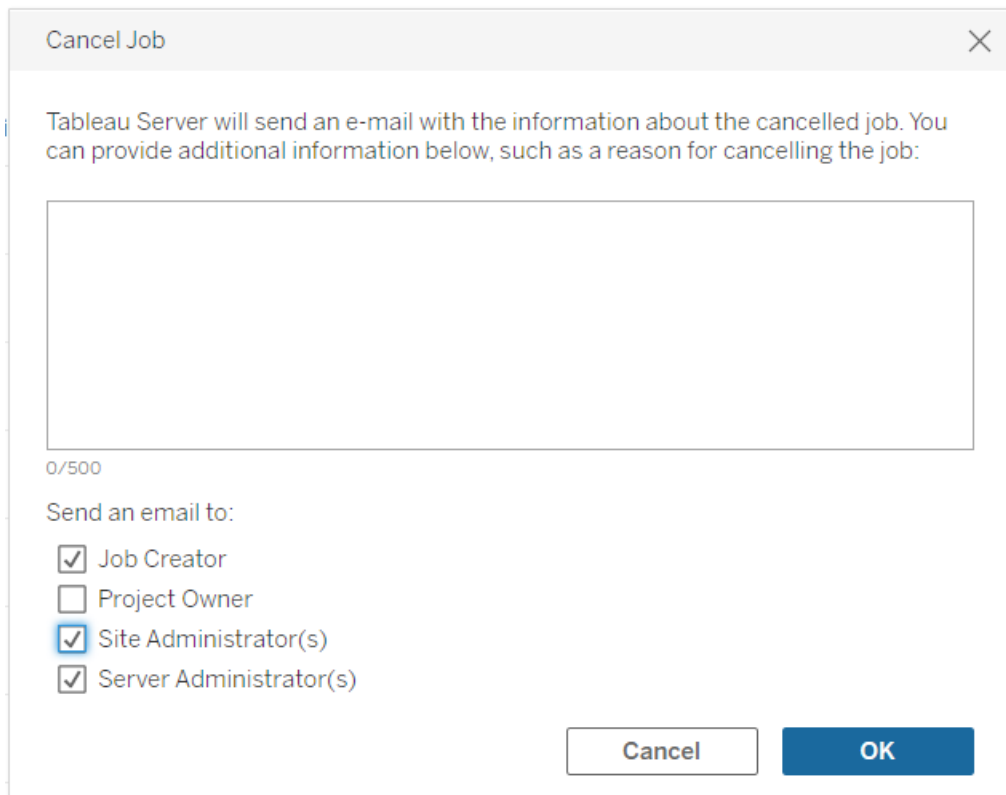 Cancel Job
Tableau Server will send an e-mail with the information about the cancelled job. You
can provide additional information below, such as a reason for cancelling the job:
0/500
Send an email to:
Job Creator
Project Owner
Site Administrator(s)
Server Administrator(s)
Cancel
OK